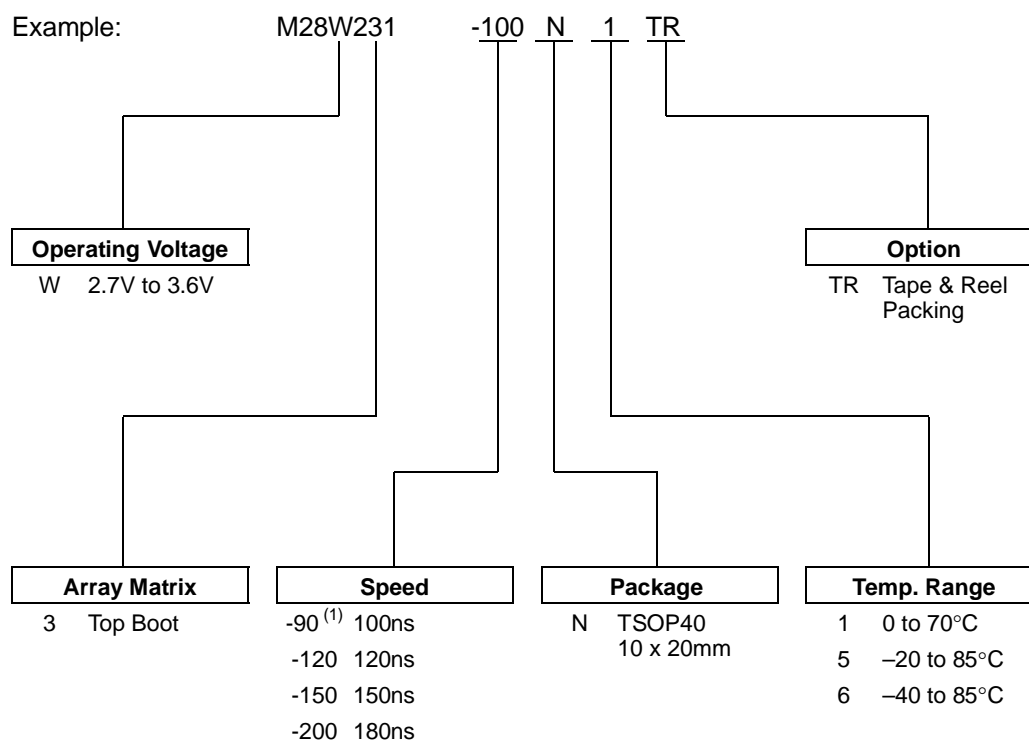 Example: M28W231 -100 N 1 TR
Operating Voltage
W 2.7V to 3.6V
Option
TR Tape & Reel
Packing
Array Matrix
3 Top Boot
Speed
-90 (1) 100ns
-120 120ns
-150 150ns
-200 180ns
Package
N TSOP40
10 x 20mm
Temp. Range
1 0 to 70°C
5 –20 to 85°C
6 –40 to 85°C